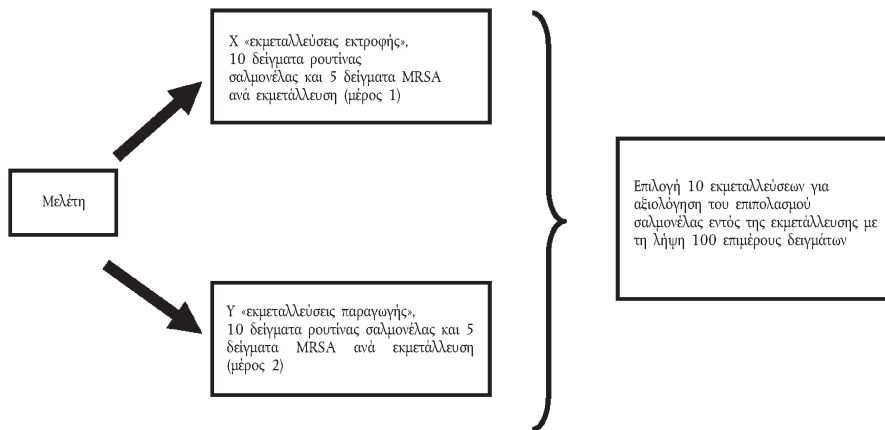 Χ «εκμεταλλεύσεις εκτροφής»,
10 δείγματα ρουτίνας
σαλμονέλας και 5 δείγματα MRSA
ανά εκμετάλλευση (μέρος 1)
Μελέτη
Επιλογή 10 εκμεταλλεύσεων για
αξιολόγηση του επιπολασμού
σαλμονέλας εντός της εκμετάλλευσης με
τη λήψη 100 επιμέρους δειγμάτων
Υ «εκμεταλλεύσεις παραγωγής»,
10 δείγματα ρουτίνας σαλμονέλας και 5
δείγματα MRSA ανά εκμετάλλευση
(μέρος 2)